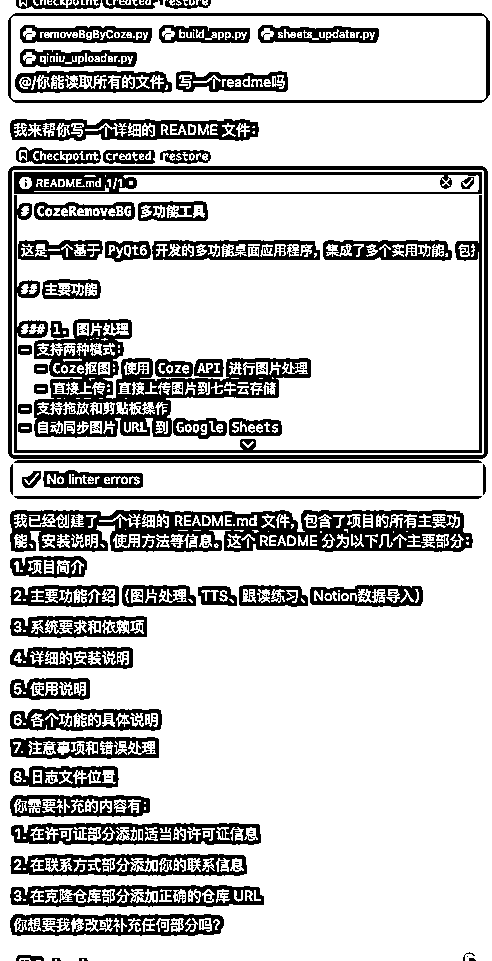 Checkpoint created. restore
removeBgByCoze.py build_app.py sheets_updater.py
qiniu_uploader.py
@/你能读取所有的文件，写一个readme吗
我来帮你写一个详细的 README 文件：
Checkpoint created. restore
README.md 1/1
# CozeRemoveBG 多功能工具
这是一个基于 PyQt6 开发的多功能桌面应用程序，集成了多个实用功能，包
## 主要功能
### 1. 图片处理
- 支持两种模式：
- Coze抠图：使用 Coze API 进行图片处理
- 直接上传：直接上传图片到七牛云存储
- 支持拖放和剪贴板操作
- 自动同步图片 URL 到 Google Sheets
No linter errors
我已经创建了一个详细的 README.md 文件，包含了项目的所有主要功
能、安装说明、使用方法等信息。这个 README 分为以下几个主要部分：
1. 项目简介
2. 主要功能介绍（图片处理、TTS、跟读练习、Notion数据导入）
3. 系统要求和依赖项
4. 详细的安装说明
5. 使用说明
6. 各个功能的具体说明
7. 注意事项和错误处理
8. 日志文件位置
你需要补充的内容有：
1. 在许可证部分添加适当的许可证信息
2. 在联系方式部分添加你的联系信息
3. 在克隆仓库部分添加正确的仓库 URL
你想要我修改或补充任何部分吗？